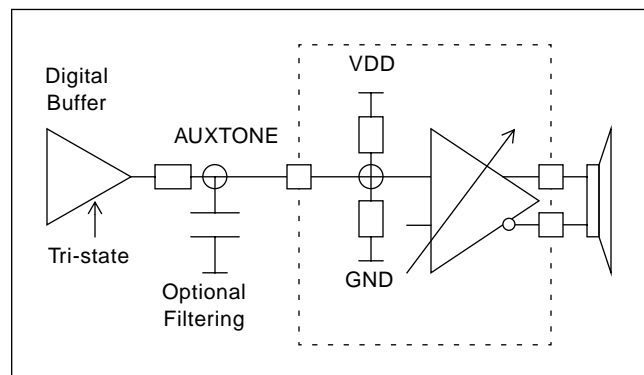 Digital
Buffer
VDD
AUXTONE
Tri-state
GND
Optional
Filtering